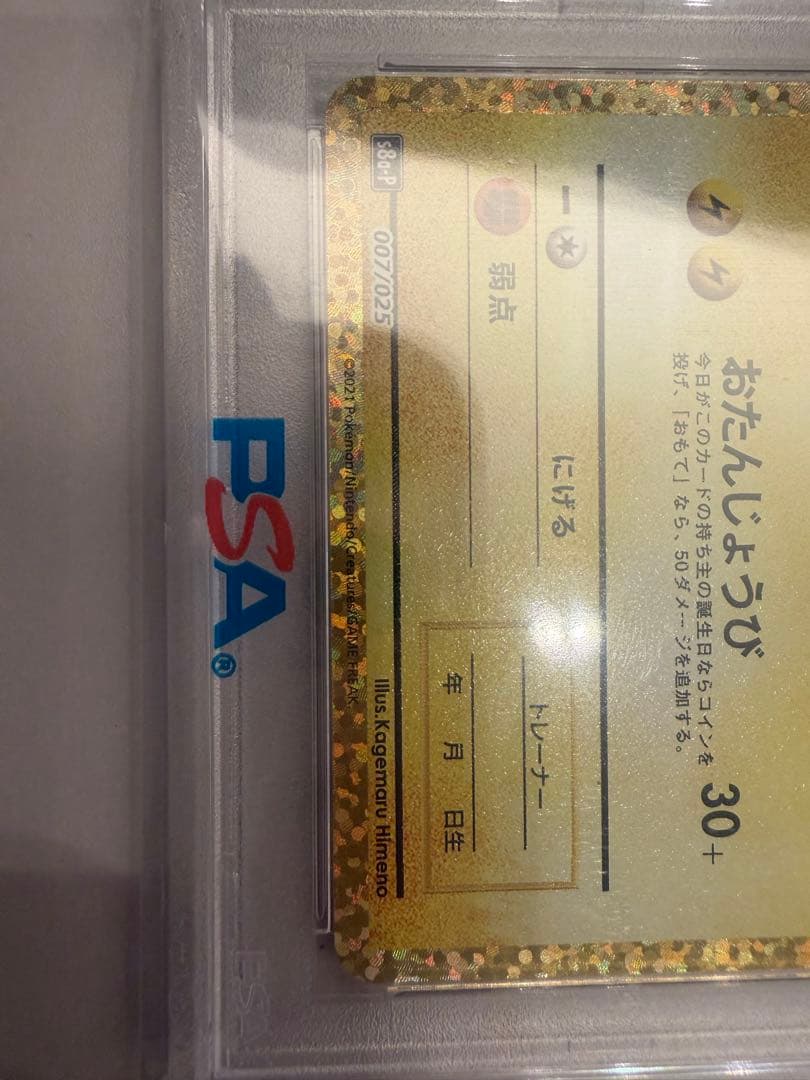 おたんじょうび 30+
今日がこのカードの持ち主の誕生日ならコインを
投げ、「おもて」なら、50ダメージを追加する。
にげる
弱点
トレーナー
年 月 日生
s8a-P 007/025
Illus.Kagemaru Himeno
©2021 Pokémon/Nintendo/Creatures/GAME FREAK.
PSA®